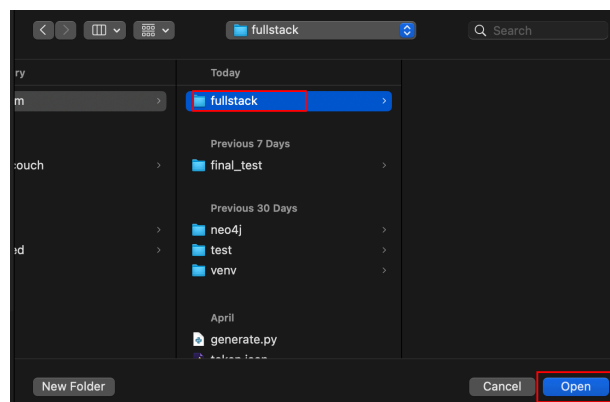 fullstack
Search
ry
Today
m
fullstack
Previous 7 Days
couch
final_test
Previous 30 Days
neo4j
ed
test
venv
April
generate.py
New Folder
Cancel
Open